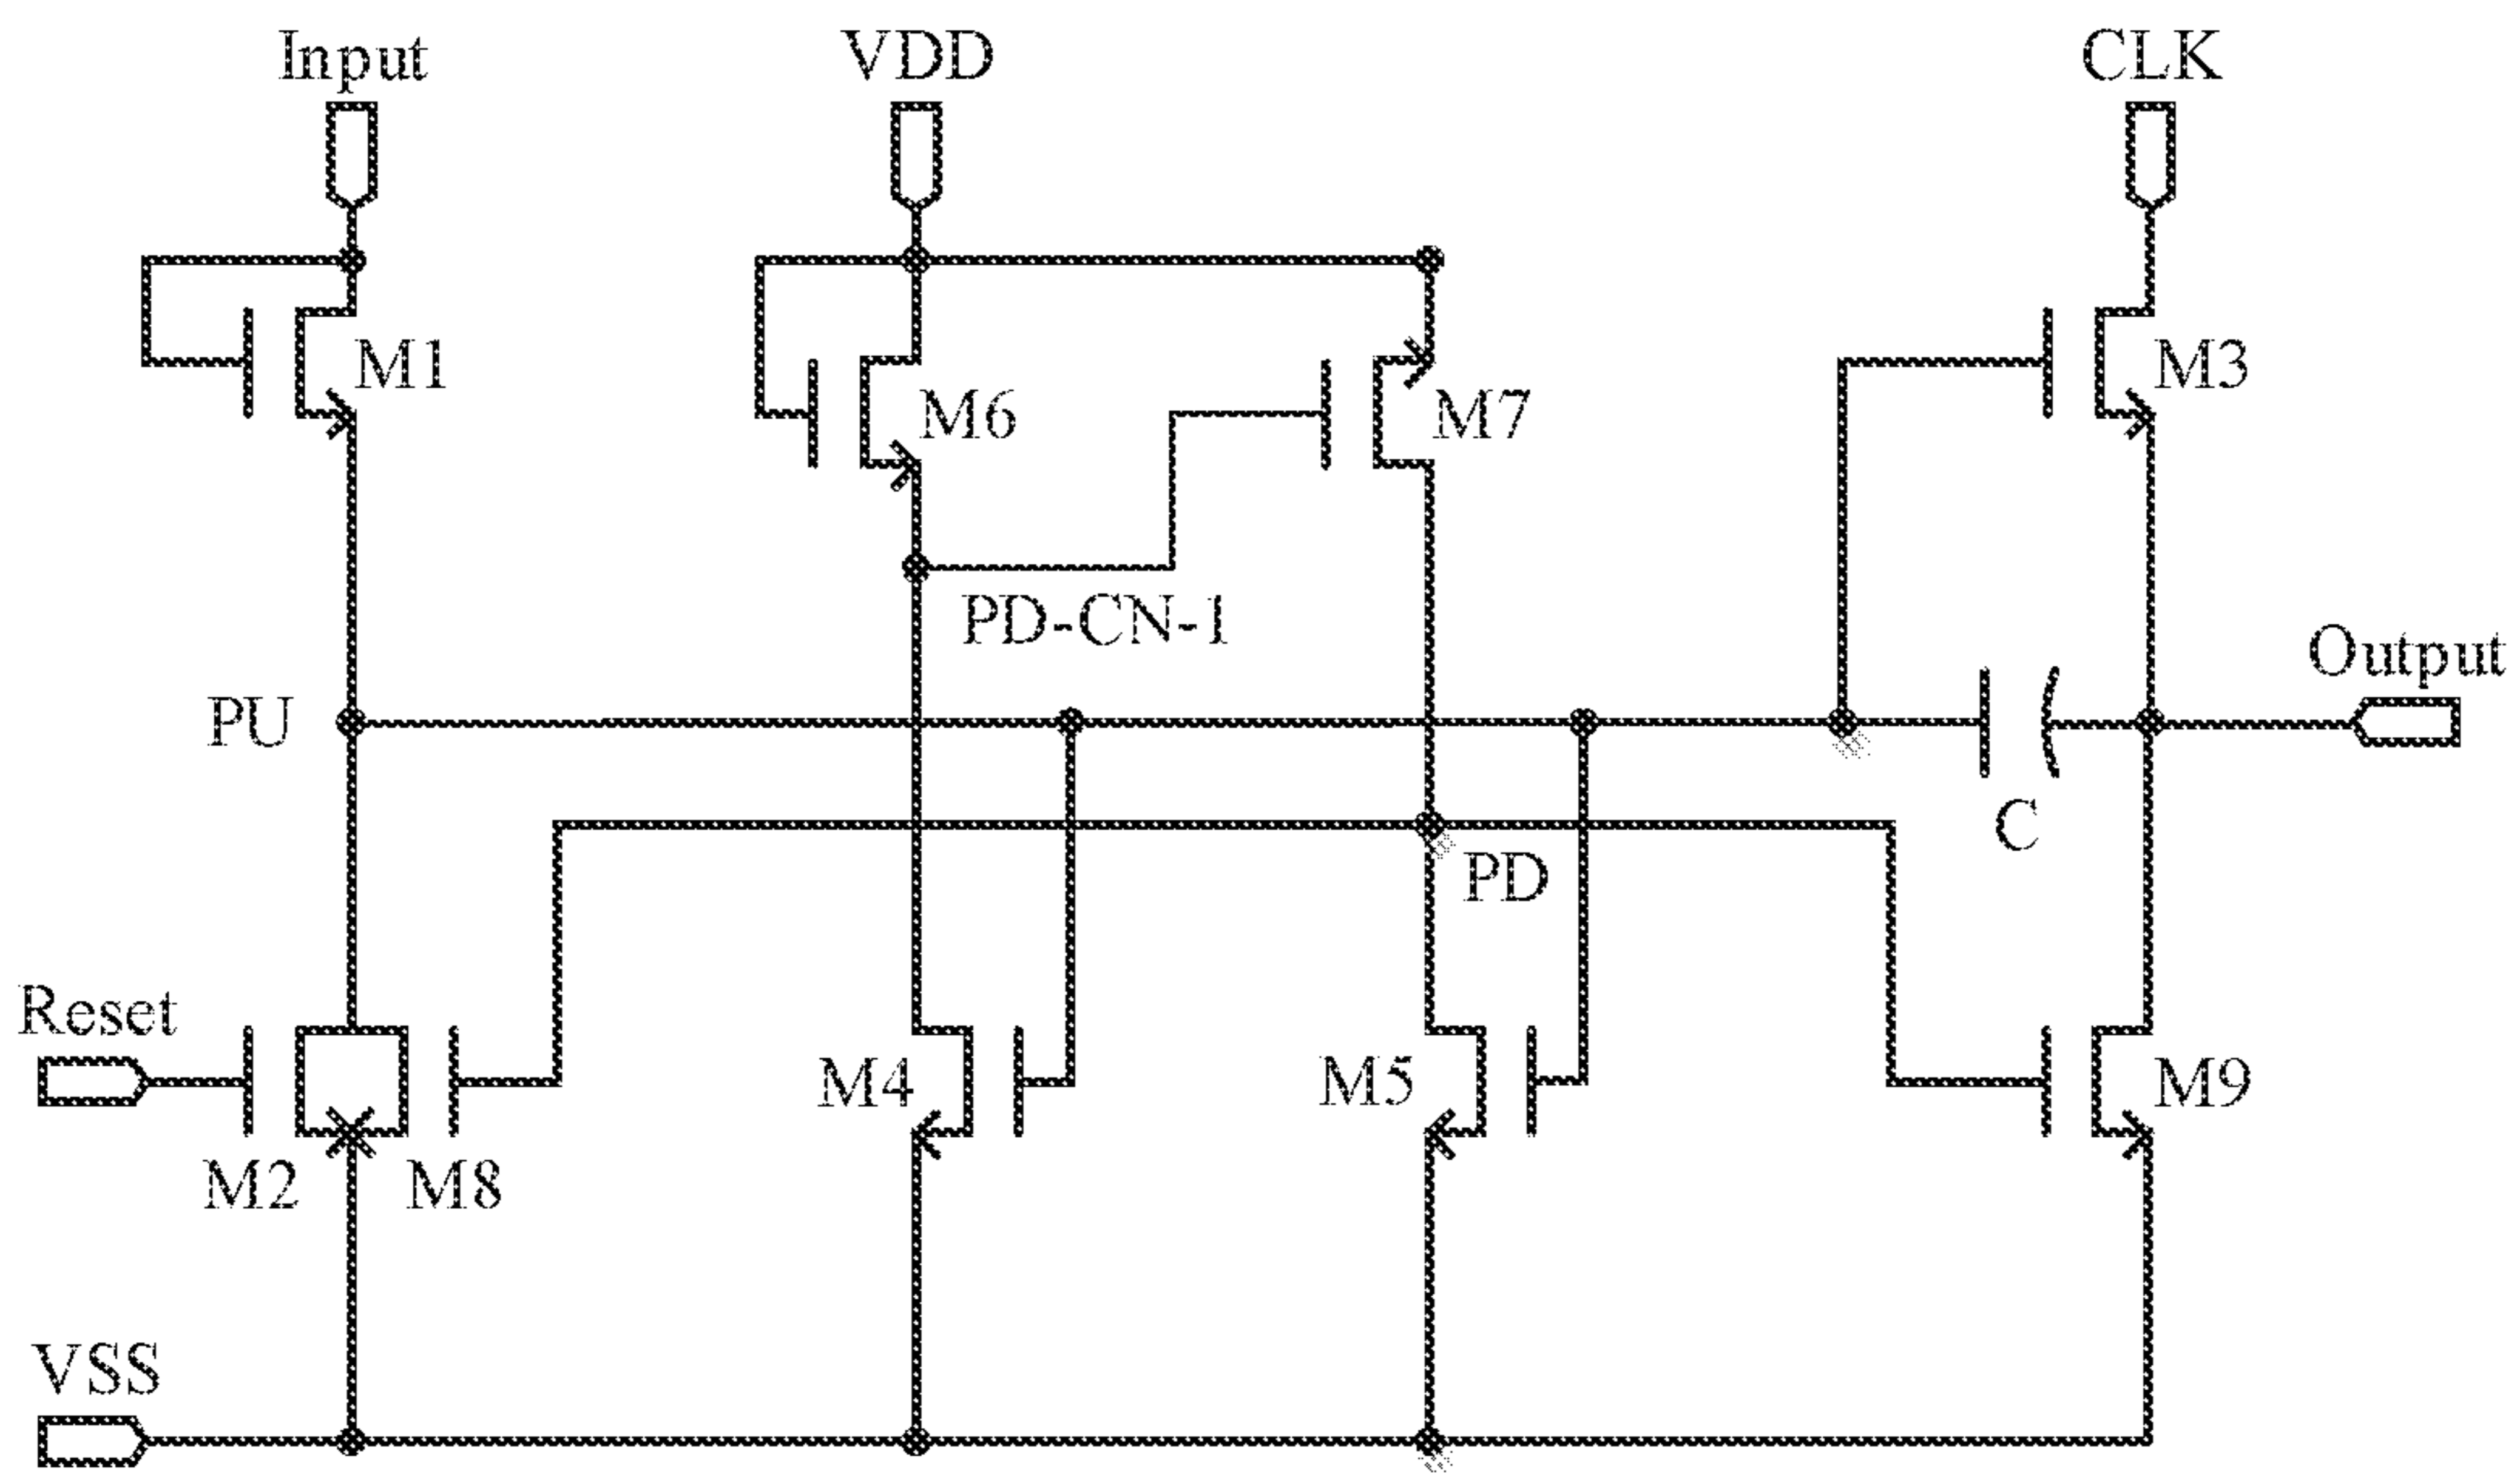 Input
VDD
CLK
M1
M6
M7
M3
PD-CN-1
PU
Output
C
PD
Reset
M4
M5
M9
M2
M8
VSS